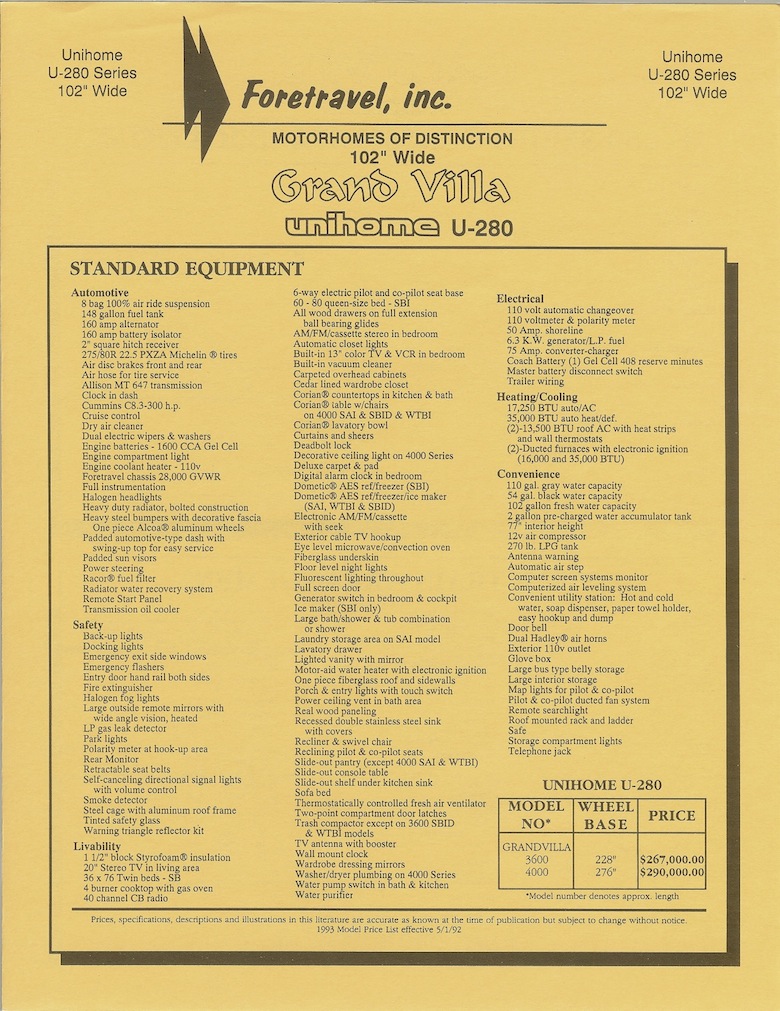 Unihome
U-280 Series
102" Wide
Foretravel, inc.
Unihome
U-280 Series
102" Wide
MOTORHOMES OF DISTINCTION
102" Wide
Grand Villa
unihome U-280
STANDARD EQUIPMENT
Automotive
8 bag 100% air ride suspension
148 gallon fuel tank
160 amp alternator
160 amp battery isolator
2" square hitch receiver
275/80R 22.5 PXZA Michelin ® tires
Air disc brakes front and rear
Air hose for tire service
Allison MT 647 transmission
Clock in dash
Cummins C8.3-300 h.p.
Cruise control
Dry air cleaner
Dual electric wipers & washers
Engine batteries - 1600 CCA Gel Cell
Engine compartment light
Engine coolant heater - 110v
Foretravel chassis 28,000 GVWR
Full instrumentation
Halogen headlights
Heavy duty radiator, bolted construction
Heavy steel bumpers with decorative fascia
One piece Alcoa® aluminum wheels
Padded automotive-type dash with
swing-up top for easy service
Padded sun visors
Power steering
Racor® fuel filter
Radiator water recovery system
Remote Start Panel
Transmission oil cooler
Safety
Back-up lights
Docking lights
Emergency exit side windows
Emergency flashers
Entry door hand rail both sides
Fire extinguisher
Halogen fog lights
Large outside remote mirrors with
wide angle vision, heated
LP gas leak detector
Park lights
Polarity meter at hook-up area
Rear Monitor
Retractable seat belts
Self-canceling directional signal lights
with volume control
Smoke detector
Steel cage with aluminum roof frame
Tinted safety glass
Warning triangle reflector kit
Livability
1 1/2" block Styrofoam® insulation
20" Stereo TV in living area
36 x 76 Twin beds - SB
4 burner cooktop with gas oven
40 channel CB radio
6-way electric pilot and co-pilot seat base
60 - 80 queen-size bed - SBI
All wood drawers on full extension
ball bearing glides
AM/FM/cassette stereo in bedroom
Automatic closet lights
Built-in 13" color TV & VCR in bedroom
Built-in vacuum cleaner
Carpeted overhead cabinets
Cedar lined wardrobe closet
Corian® countertops in kitchen & bath
Corian® table w/chairs
on 4000 SAI & SBID & WTBI
Corian® lavatory bowl
Curtains and sheers
Deadbolt lock
Decorative ceiling light on 4000 Series
Deluxe carpet & pad
Digital alarm clock in bedroom
Dometic® AES ref/freezer (SBI)
Dometic® AES ref/freezer/ice maker
(SAI, WTBI & SBID)
Electronic AM/FM/cassette
with seek
Exterior cable TV hookup
Eye level microwave/convection oven
Fiberglass underskin
Floor level night lights
Fluorescent lighting throughout
Full screen door
Generator switch in bedroom & cockpit
Ice maker (SBI only)
Large bath/shower & tub combination
or shower
Laundry storage area on SAI model
Lavatory drawer
Lighted vanity with mirror
Motor-aid water heater with electronic ignition
One piece fiberglass roof and sidewalls
Porch & entry lights with touch switch
Power ceiling vent in bath area
Real wood paneling
Recessed double stainless steel sink
with covers
Recliner & swivel chair
Reclining pilot & co-pilot seats
Slide-out pantry (except 4000 SAI & WTBI)
Slide-out console table
Slide-out shelf under kitchen sink
Sofa bed
Thermostatically controlled fresh air ventilator
Two-point compartment door latches
Trash compactor except on 3600 SBID
& WTBI models
TV antenna with booster
Wall mount clock
Wardrobe dressing mirrors
Washer/dryer plumbing on 4000 Series
Water pump switch in bath & kitchen
Water purifier
Electrical
110 volt automatic changeover
110 voltmeter & polarity meter
50 Amp. shoreline
6.3 K.W. generator/L.P. fuel
75 Amp. converter-charger
Coach Battery (1) Gel Cell 408 reserve minutes
Master battery disconnect switch
Trailer wiring
Heating/Cooling
17,250 BTU auto/AC
35,000 BTU auto heat/def.
(2)-13,500 BTU roof AC with heat strips
and wall thermostats
(2)-Ducted furnaces with electronic ignition
(16,000 and 35,000 BTU)
Convenience
110 gal. gray water capacity
54 gal. black water capacity
102 gallon fresh water capacity
2 gallon pre-charged water accumulator tank
77" interior height
12v air compressor
270 lb. LPG tank
Antenna warning
Automatic air step
Computer screen systems monitor
Computerized air leveling system
Convenient utility station: Hot and cold
water, soap dispenser, paper towel holder,
easy hookup and dump
Door bell
Dual Hadley® air horns
Exterior 110v outlet
Glove box
Large bus type belly storage
Large interior storage
Map lights for pilot & co-pilot
Pilot & co-pilot ducted fan system
Remote searchlight
Roof mounted rack and ladder
Safe
Storage compartment lights
Telephone jack
UNIHOME U-280
MODEL NO* WHEEL BASE PRICE
GRANDVILLA
3600 228" $267,000.00
4000 276" $290,000.00
*Model number denotes approx. length
Prices, specifications, descriptions and illustrations in this literature are accurate as known at the time of publication but subject to change without notice.
1993 Model Price List effective 5/1/92